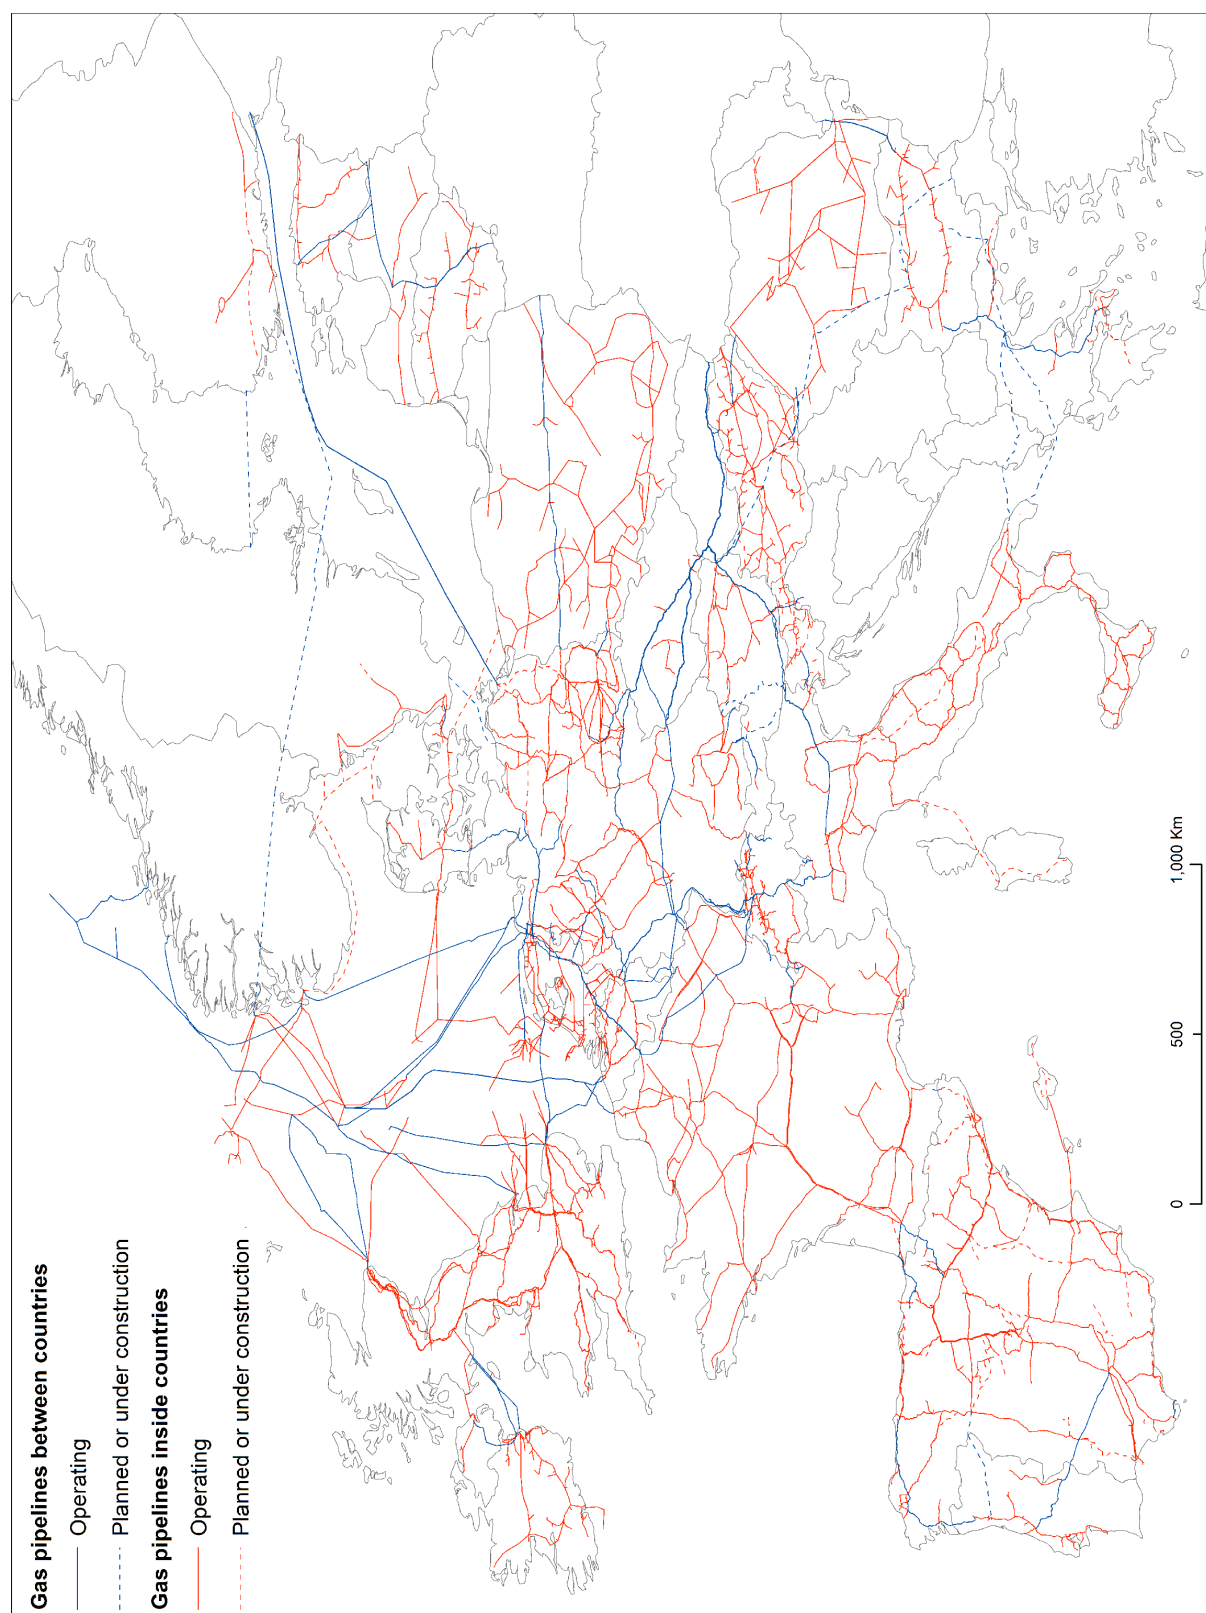 Gas pipelines between countries
Operating
Planned or under construction
Gas pipelines inside countries
Operating
Planned or under construction
0
500
1,000 Km